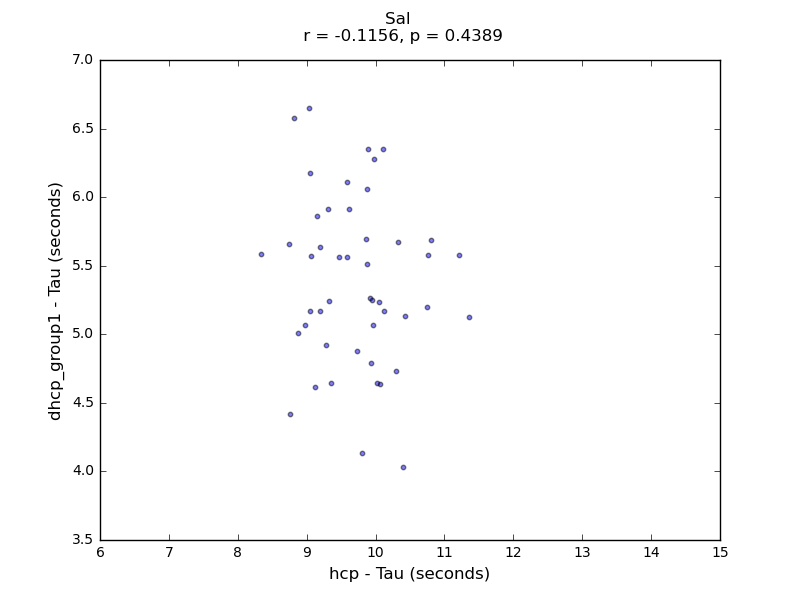 Sal
r = -0.1156, p = 0.4389
7.0
6.5
6.0
5.5
5.0
4.5
4.0
3.5
dhcp_group1 - Tau (seconds)
6 7 8 9 10 11 12 13 14 15
hcp - Tau (seconds)